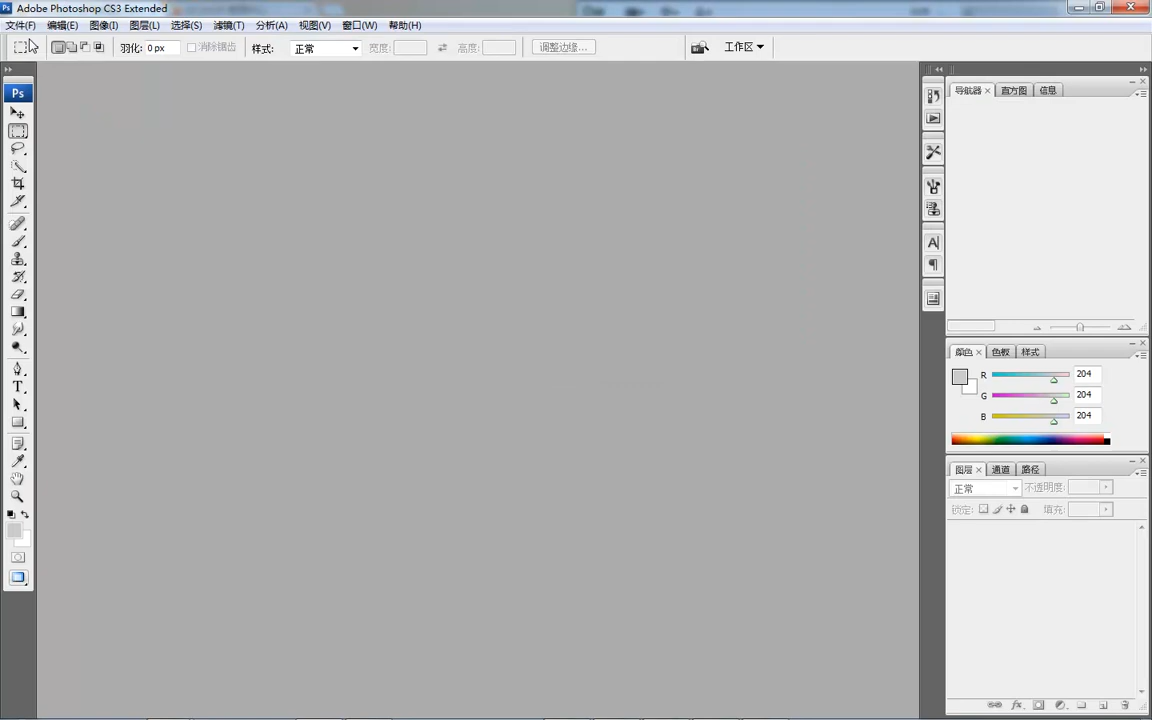 Ps Adobe Photoshop CS3 Extended
文件(F) 编辑(E) 图像(I) 图层(L) 选择(S) 滤镜(T) 分析(A) 视图(V) 窗口(W) 帮助(H)
羽化: 0 px 消除锯齿 样式: 正常 宽度: 高度: 调整边缘... 工作区
Ps
导航器 直方图 信息
颜色 色板 样式
R 204
G 204
B 204
图层 通道 路径
正常 不透明度:
锁定: 填充:
T
A